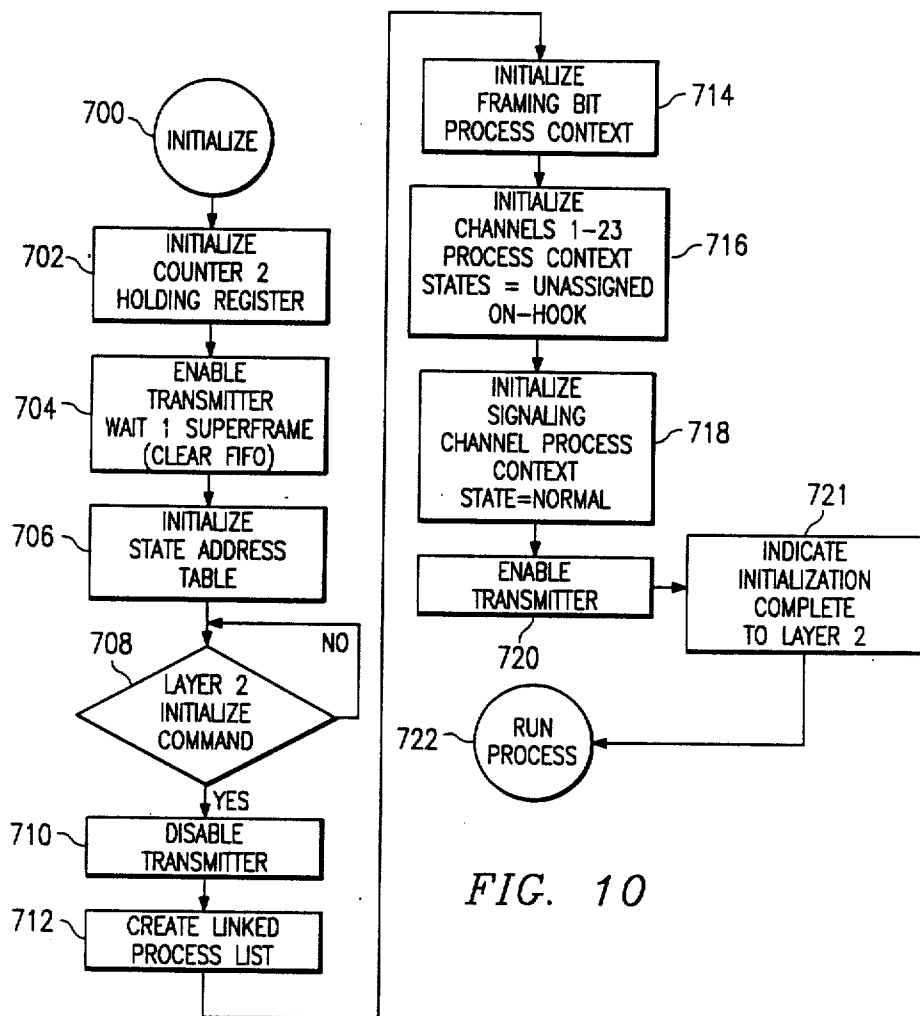 700
INITIALIZE
702
INITIALIZE
COUNTER 2
HOLDING REGISTER
704
ENABLE
TRANSMITTER
WAIT 1 SUPERFRAME
(CLEAR FIFO)
706
INITIALIZE
STATE ADDRESS
TABLE
708
NO
LAYER 2
INITIALIZE
COMMAND
YES
710
DISABLE
TRANSMITTER
712
CREATE LINKED
PROCESS LIST
INITIALIZE
FRAMING BIT
PROCESS CONTEXT
714
INITIALIZE
CHANNELS 1-23
PROCESS CONTEXT
STATES = UNASSIGNED
ON-HOOK
716
INITIALIZE
SIGNALING
CHANNEL PROCESS
CONTEXT
STATE=NORMAL
718
ENABLE
TRANSMITTER
720
721
INDICATE
INITIALIZATION
COMPLETE
TO LAYER 2
722
RUN
PROCESS
FIG. 10